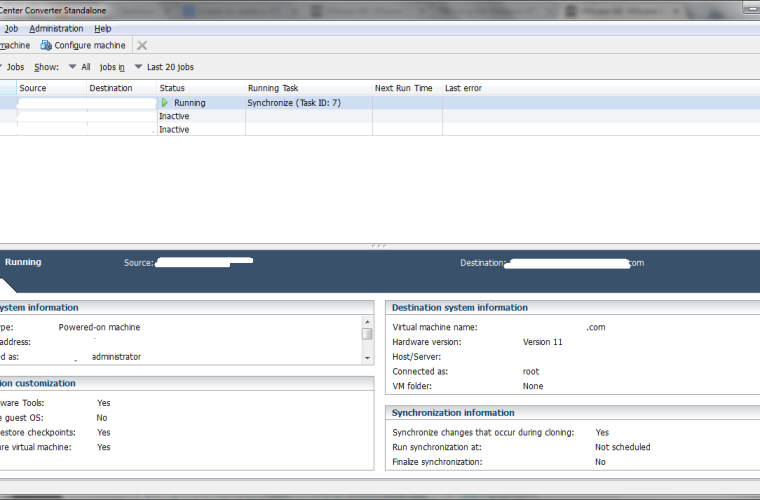 Center Converter Standalone
Job Administration Help
machine Configure machine
Jobs Show: All jobs in Last 20 jobs
Source Destination Status Running Task Next Run Time Last error
Running Synchronize (Task ID: 7)
Inactive
Inactive
Running Source: Destination: com
ystem information
ype: Powered-on machine
address:
ed as: administrator
ion customization
ware Tools: Yes
e guest OS: No
estore checkpoints: Yes
ure virtual machine: Yes
Destination system information
Virtual machine name: .com
Hardware version: Version 11
Host/Server:
Connected as: root
VM folder: None
Synchronization information
Synchronize changes that occur during cloning: Yes
Run synchronization at: Not scheduled
Finalize synchronization: No